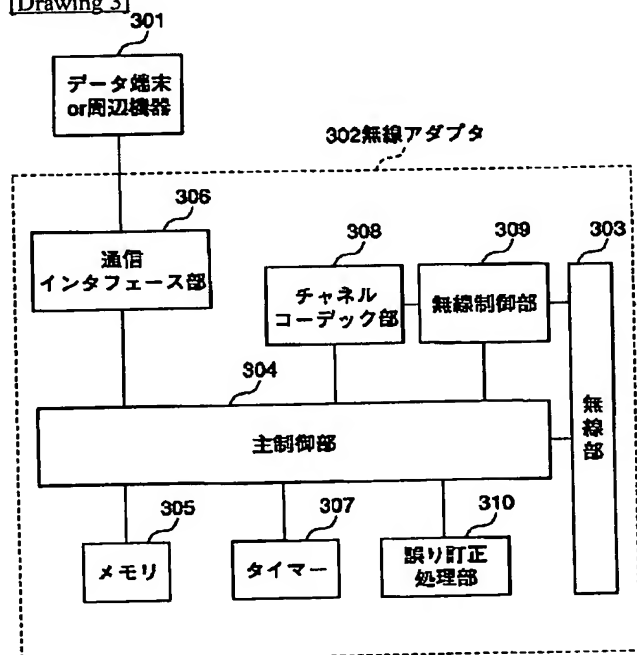 [Drawing 3]
301
データ端末
or周辺機器
302無線アダプタ
306
通信
インタフェース部
308
チャネル
コーデック部
309
無線制御部
303
無線部
304
主制御部
305
メモリ
307
タイマー
310
誤り訂正
処理部